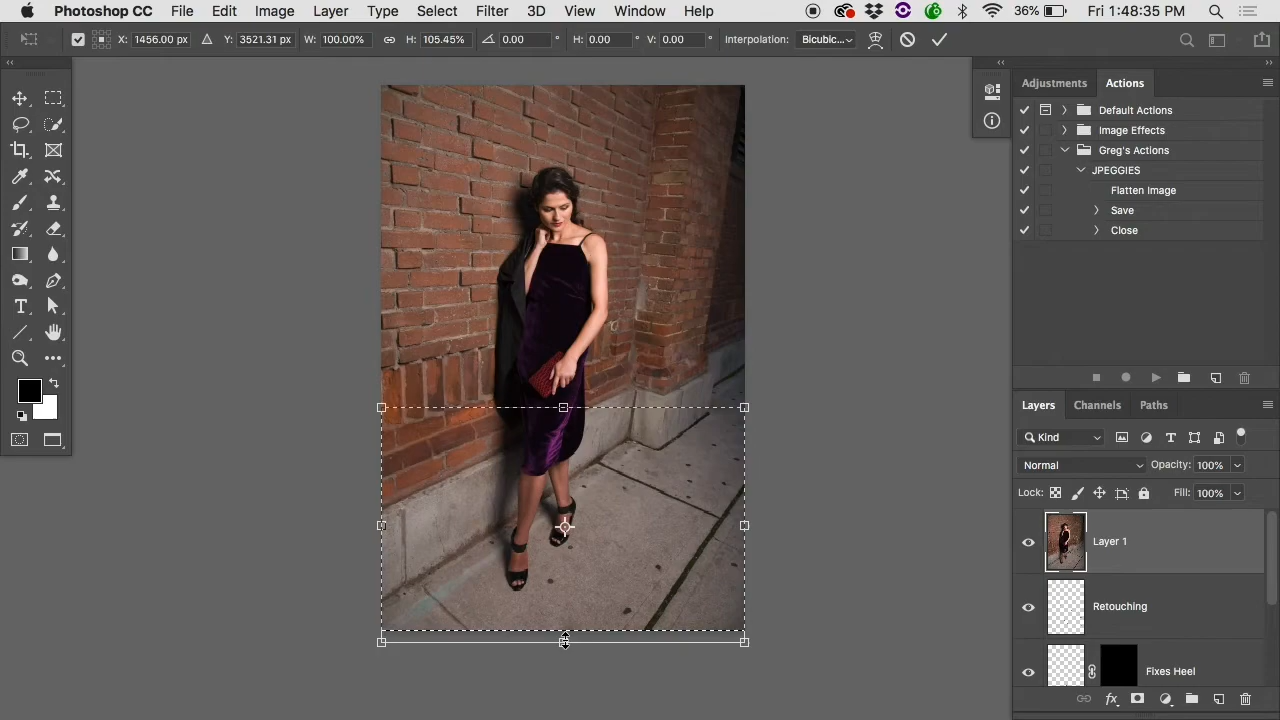 Photoshop CC File Edit Image Layer Type Select Filter 3D View Window Help 36% Fri 1:48:35 PM
X: 1456.00 px Y: 3521.31 px W: 100.00% H: 105.45% 0.00 ° H: 0.00 ° V: 0.00 ° Interpolation: Bicubic...
Adjustments Actions
Default Actions
Image Effects
Greg's Actions
JPEGGIES
Flatten Image
Save
Close
Layers Channels Paths
Kind
Normal Opacity: 100%
Lock: Fill: 100%
Layer 1
Retouching
Fixes Heel
fx